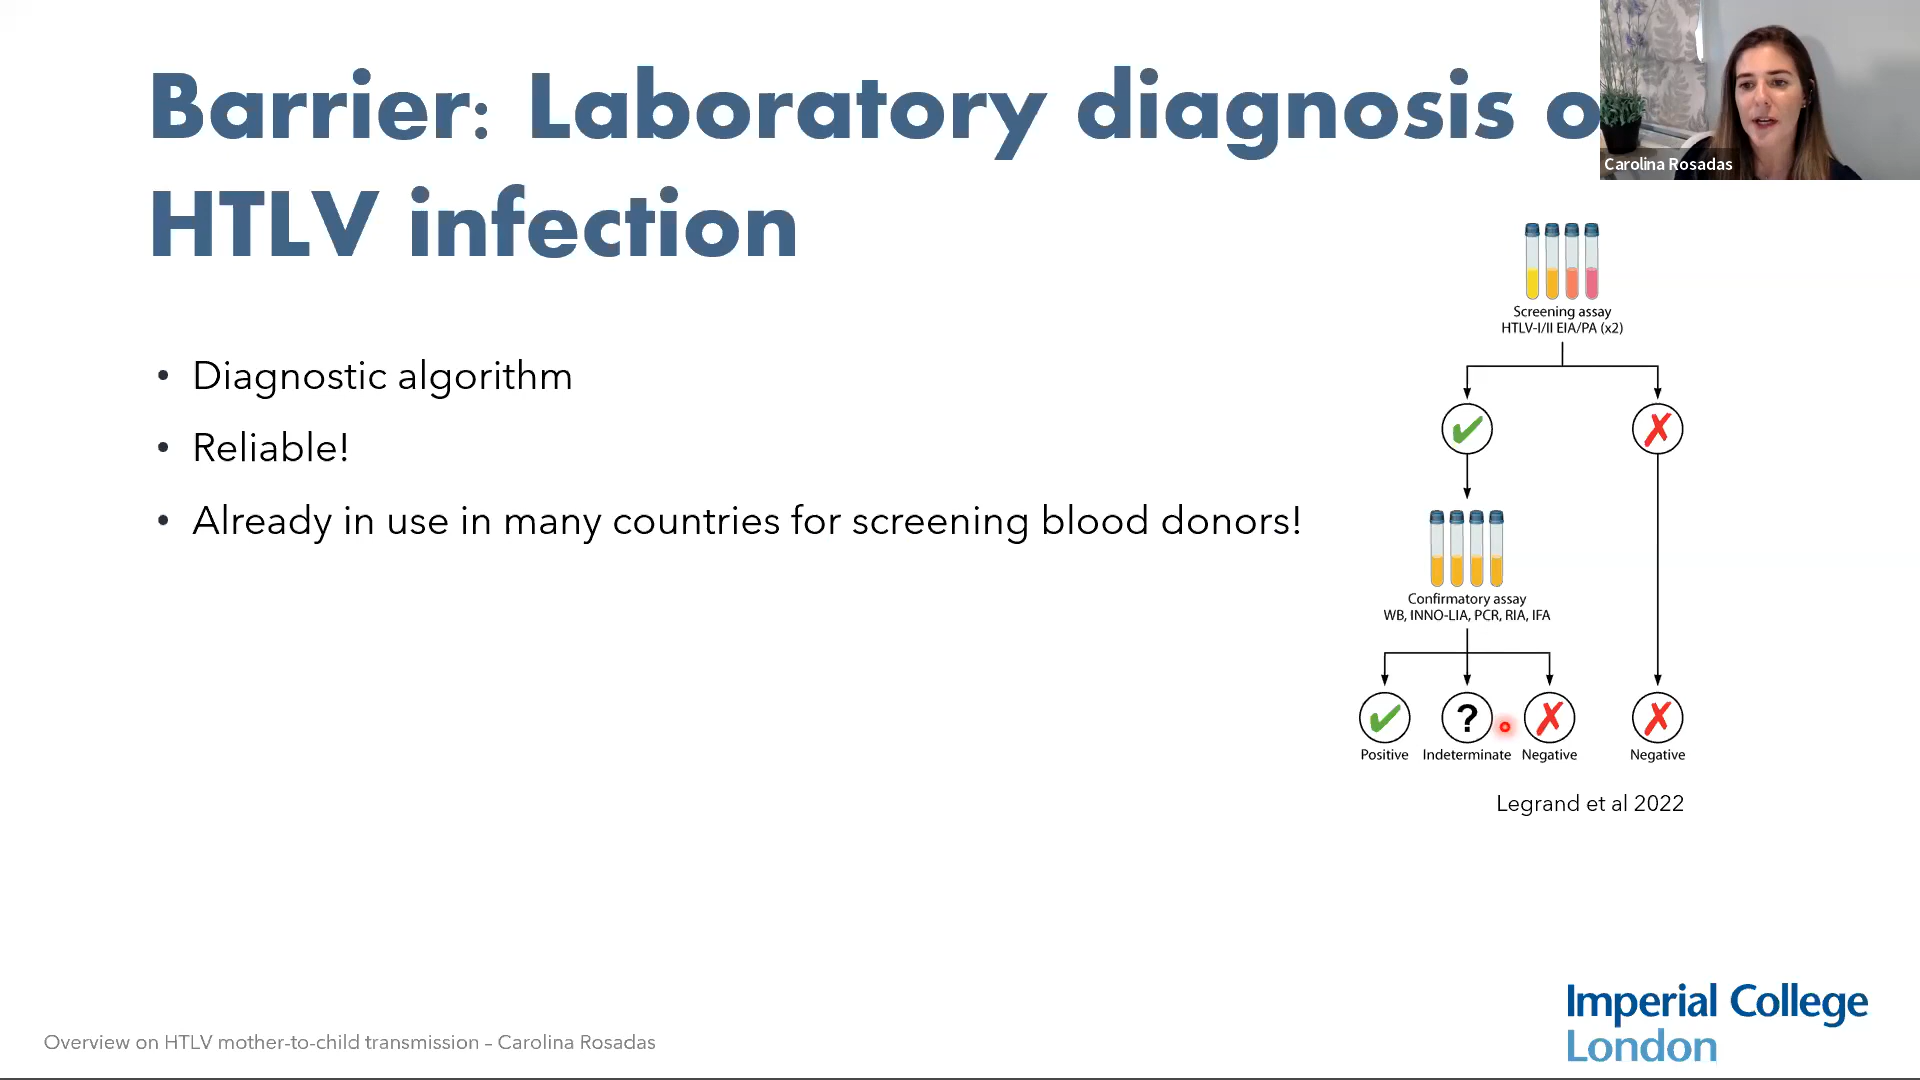 Barrier: Laboratory diagnosis o
HTLV infection
Carolina Rosadas
• Diagnostic algorithm
• Reliable!
• Already in use in many countries for screening blood donors!
Screening assay
HTLV-I/II EIA/PA (x2)
Confirmatory assay
WB, INNO-LIA, PCR, RIA, IFA
?
Positive Indeterminate Negative Negative
Legrand et al 2022
Overview on HTLV mother-to-child transmission – Carolina Rosadas
Imperial College
London